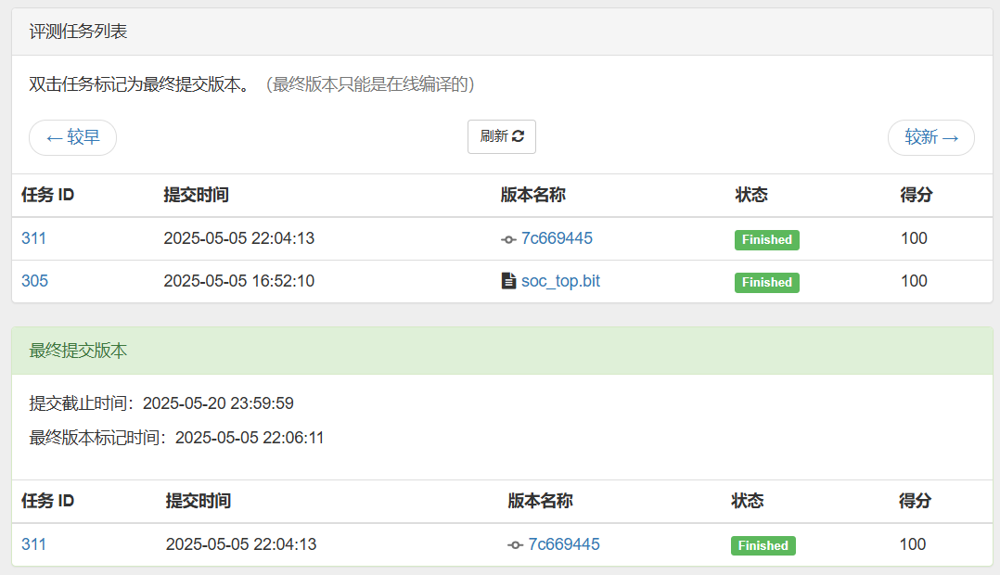 评测任务列表
双击任务标记为最终提交版本。（最终版本只能是在线编译的）
← 较早 刷新 较新 →
任务 ID 提交时间 版本名称 状态 得分
311 2025-05-05 22:04:13 7c669445 Finished 100
305 2025-05-05 16:52:10 soc_top.bit Finished 100
最终提交版本
提交截止时间：2025-05-20 23:59:59
最终版本标记时间：2025-05-05 22:06:11
任务 ID 提交时间 版本名称 状态 得分
311 2025-05-05 22:04:13 7c669445 Finished 100